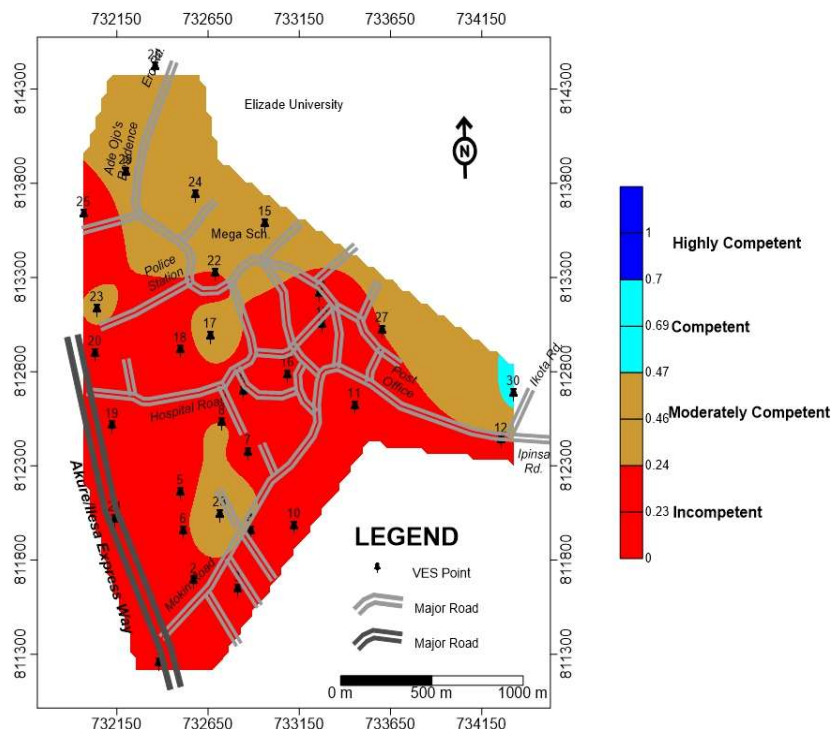 732150 732650 733150 733650 734150
814300
813800
813300
812800
812300
811800
811300
Elizade University
N
Ade Ojo's
Residence
24
25
15
Mega Sch.
Police
Station
22
23
17
18
20
27
16
Post
Office
30
Ikota Rd.
11
12
Ipinsa
Rd.
Hospital Road
19
8
7
5
6
10
2
Akure/Ilesa Express Way
LEGEND
VES Point
Major Road
Major Road
0 m 500 m 1000 m
814300
813800
813300
812800
812300
811800
811300
732150 732650 733150 733650 734150
1
0.7
0.69
0.47
0.46
0.24
0.23
0
Highly Competent
Competent
Moderately Competent
Incompetent